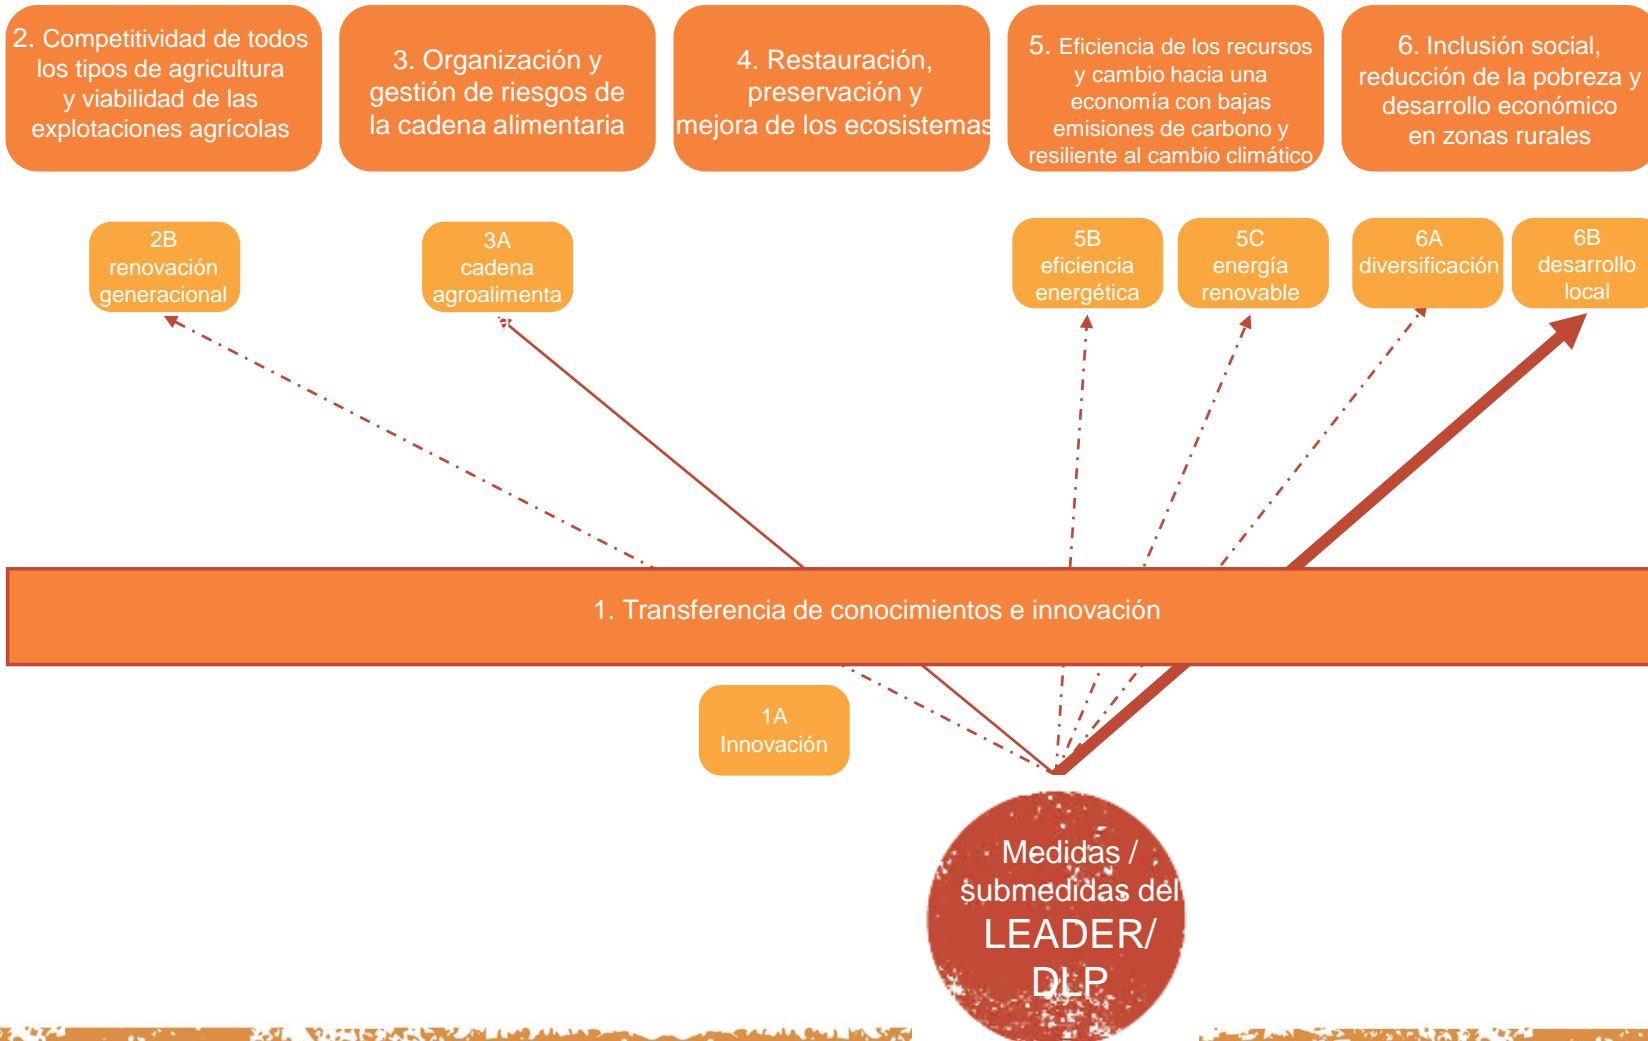 2. Competitividad de todos
los tipos de agricultura
y viabilidad de las
explotaciones agrícolas
3. Organización y
gestión de riesgos de
la cadena alimentaria
4. Restauración,
preservación y
mejora de los ecosistemas
5. Eficiencia de los recursos
y cambio hacia una
economía con bajas
emisiones de carbono y
resiliente al cambio climático
6. Inclusión social,
reducción de la pobreza y
desarrollo económico
en zonas rurales
2B
renovación
generacional
3A
cadena
agroalimenta
5B
eficiencia
energética
5C
energía
renovable
6A
diversificación
6B
desarrollo
local
1. Transferencia de conocimientos e innovación
1A
Innovación
Medidas /
submedidas del
LEADER/
DLP